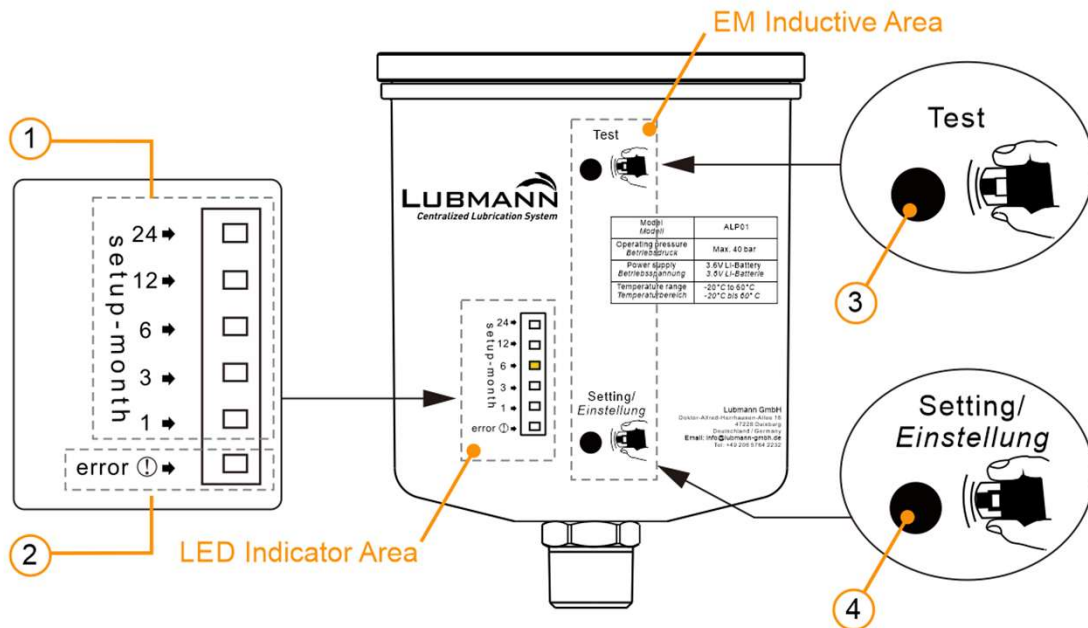 EM Inductive Area
1
24
12
setup-month
6
3
1
error
2
LED Indicator Area
Test
LUBMANN
Centralized Lubrication System
Model
Modell
ALP01
Operating pressure
Betriebsdruck
Max. 40 bar
Power supply
Betriebsspannung
3.6V LI-Battery
3.6V LI-Batterie
Temperature range
Temperaturbereich
-20°C to 60°C
-20°C bis 60° C
24
12
setup-month
6
3
1
error
Setting/
Einstellung
Lubmann GmbH
47228 Duisburg
Deutschland / Germany
Email: info@lubmann-gmbh.de
Test
3
Setting/
Einstellung
4